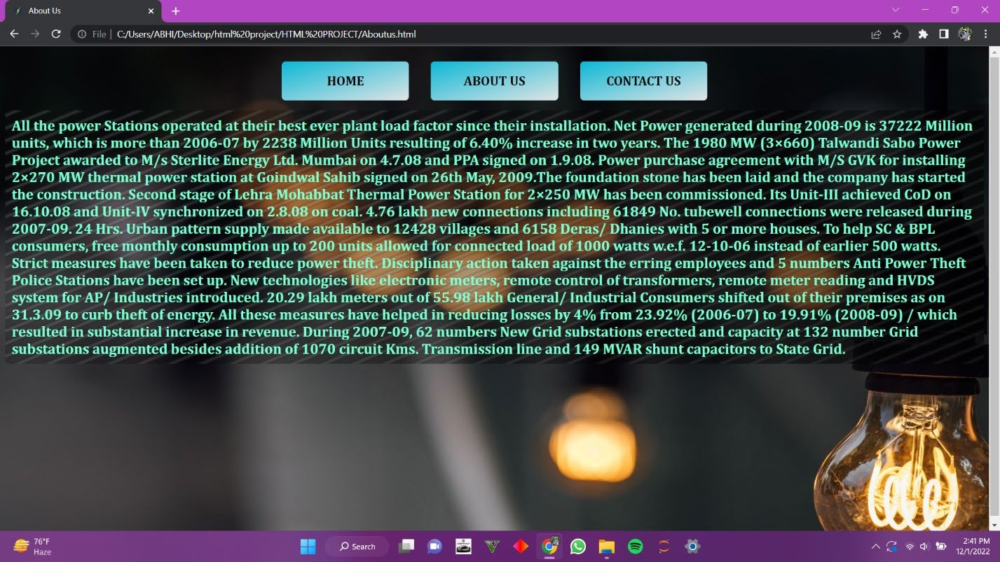 About Us
File | C:/Users/ABHI/Desktop/html%20project/HTML%20PROJECT/Aboutus.html
HOME ABOUT US CONTACT US
All the power Stations operated at their best ever plant load factor since their installation. Net Power generated during 2008-09 is 37222 Million
units, which is more than 2006-07 by 2238 Million Units resulting of 6.40% increase in two years. The 1980 MW (3×660) Talwandi Sabo Power
Project awarded to M/s Sterlite Energy Ltd. Mumbai on 4.7.08 and PPA signed on 1.9.08. Power purchase agreement with M/S GVK for installing
2×270 MW thermal power station at Goindwal Sahib signed on 26th May, 2009.The foundation stone has been laid and the company has started
the construction. Second stage of Lehra Mohabbat Thermal Power Station for 2×250 MW has been commissioned. Its Unit-III achieved CoD on
16.10.08 and Unit-IV synchronized on 2.8.08 on coal. 4.76 lakh new connections including 61849 No. tubewell connections were released during
2007-09. 24 Hrs. Urban pattern supply made available to 12428 villages and 6158 Deras/ Dhanies with 5 or more houses. To help SC & BPL
consumers, free monthly consumption up to 200 units allowed for connected load of 1000 watts w.e.f. 12-10-06 instead of earlier 500 watts.
Strict measures have been taken to reduce power theft. Disciplinary action taken against the erring employees and 5 numbers Anti Power Theft
Police Stations have been set up. New technologies like electronic meters, remote control of transformers, remote meter reading and HVDS
system for AP/ Industries introduced. 20.29 lakh meters out of 55.98 lakh General/ Industrial Consumers shifted out of their premises as on
31.3.09 to curb theft of energy. All these measures have helped in reducing losses by 4% from 23.92% (2006-07) to 19.91% (2008-09) / which
resulted in substantial increase in revenue. During 2007-09, 62 numbers New Grid substations erected and capacity at 132 number Grid
substations augmented besides addition of 1070 circuit Kms. Transmission line and 149 MVAR shunt capacitors to State Grid.
76°F
Haze
Search
2:41 PM
12/1/2022